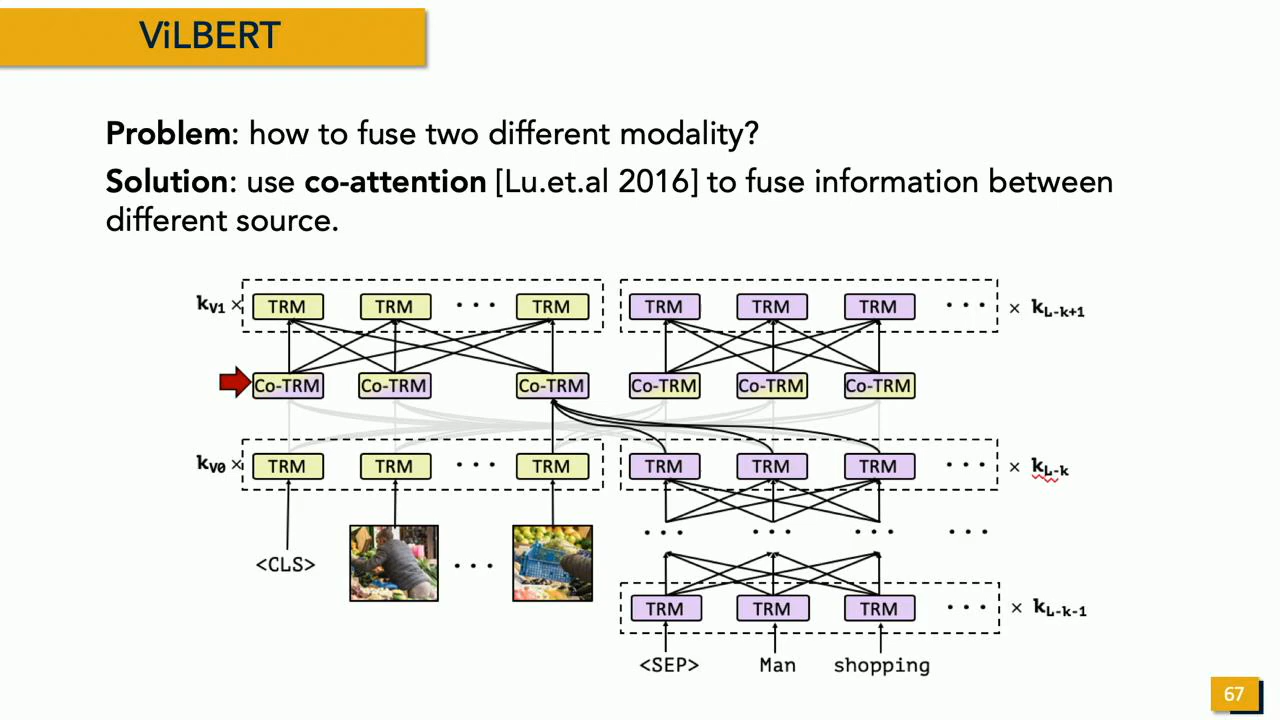 ViLBERT
Problem: how to fuse two different modality?
Solution: use co-attention [Lu.et.al 2016] to fuse information between
different source.
kV1 × TRM TRM ··· TRM TRM TRM TRM ··· × kL-k+1
Co-TRM Co-TRM Co-TRM Co-TRM Co-TRM Co-TRM
kV0 × TRM TRM ··· TRM TRM TRM TRM ··· × kL-k
··· ··· ··· ···
<CLS> ···
TRM TRM TRM ··· × kL-k-1
<SEP> Man shopping
67